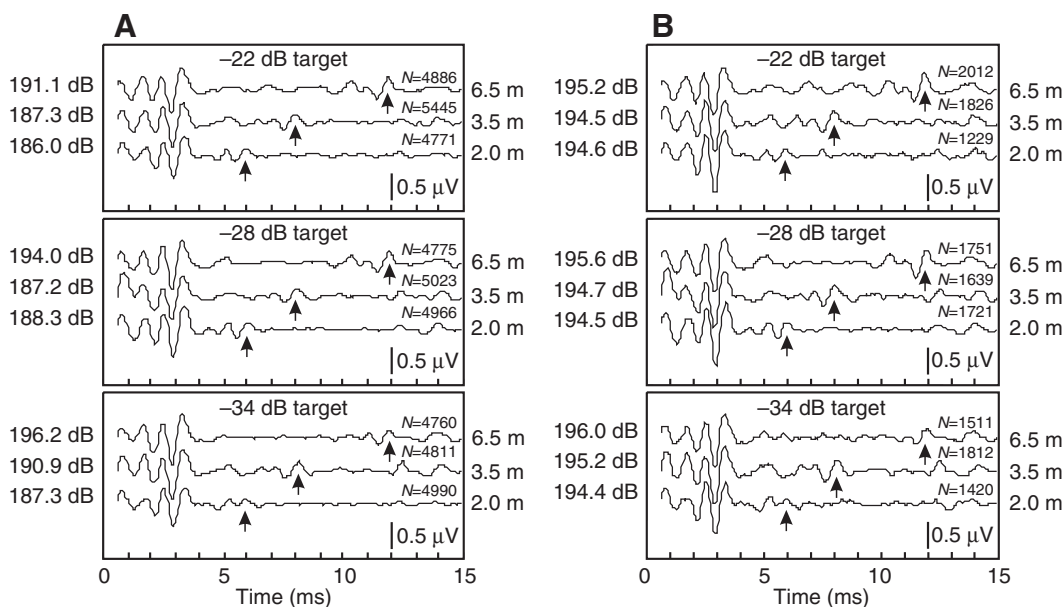 A
–22 dB target
191.1 dB N=4886 6.5 m
187.3 dB N=5445 3.5 m
186.0 dB N=4771 2.0 m
0.5 µV
–28 dB target
194.0 dB N=4775 6.5 m
187.2 dB N=5023 3.5 m
188.3 dB N=4966 2.0 m
0.5 µV
–34 dB target
196.2 dB N=4760 6.5 m
190.9 dB N=4811 3.5 m
187.3 dB N=4990 2.0 m
0.5 µV
0 5 10 15
Time (ms)
B
–22 dB target
195.2 dB N=2012 6.5 m
194.5 dB N=1826 3.5 m
194.6 dB N=1229 2.0 m
0.5 µV
–28 dB target
195.6 dB N=1751 6.5 m
194.7 dB N=1639 3.5 m
194.5 dB N=1721 2.0 m
0.5 µV
–34 dB target
196.0 dB N=1511 6.5 m
195.2 dB N=1812 3.5 m
194.4 dB N=1420 2.0 m
0.5 µV
0 5 10 15
Time (ms)